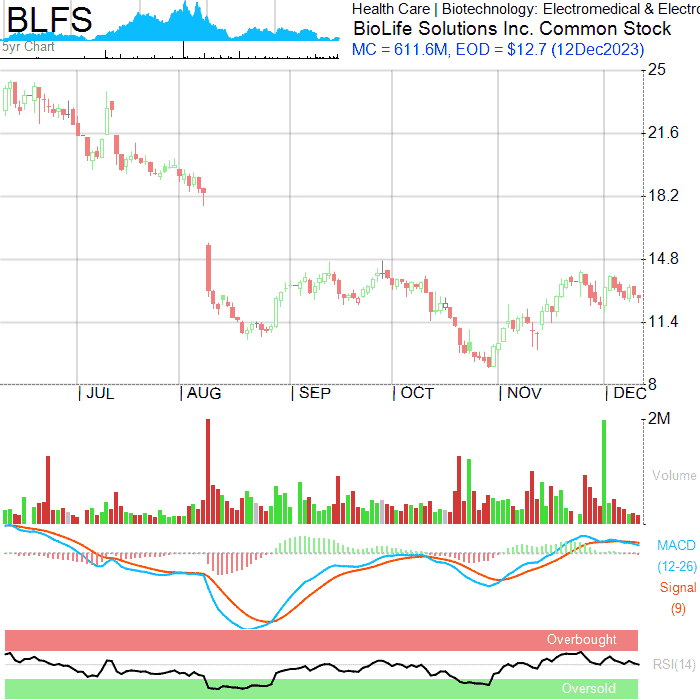 BLFS
5yr Chart
Health Care | Biotechnology: Electromedical & Electro
BioLife Solutions Inc. Common Stock
MC = 611.6M, EOD = $12.7 (12Dec2023)
25
21.6
18.2
14.8
11.4
8
JUL AUG SEP OCT NOV DEC
2M
Volume
MACD
(12-26)
Signal
(9)
Overbought
RSI(14)
Oversold